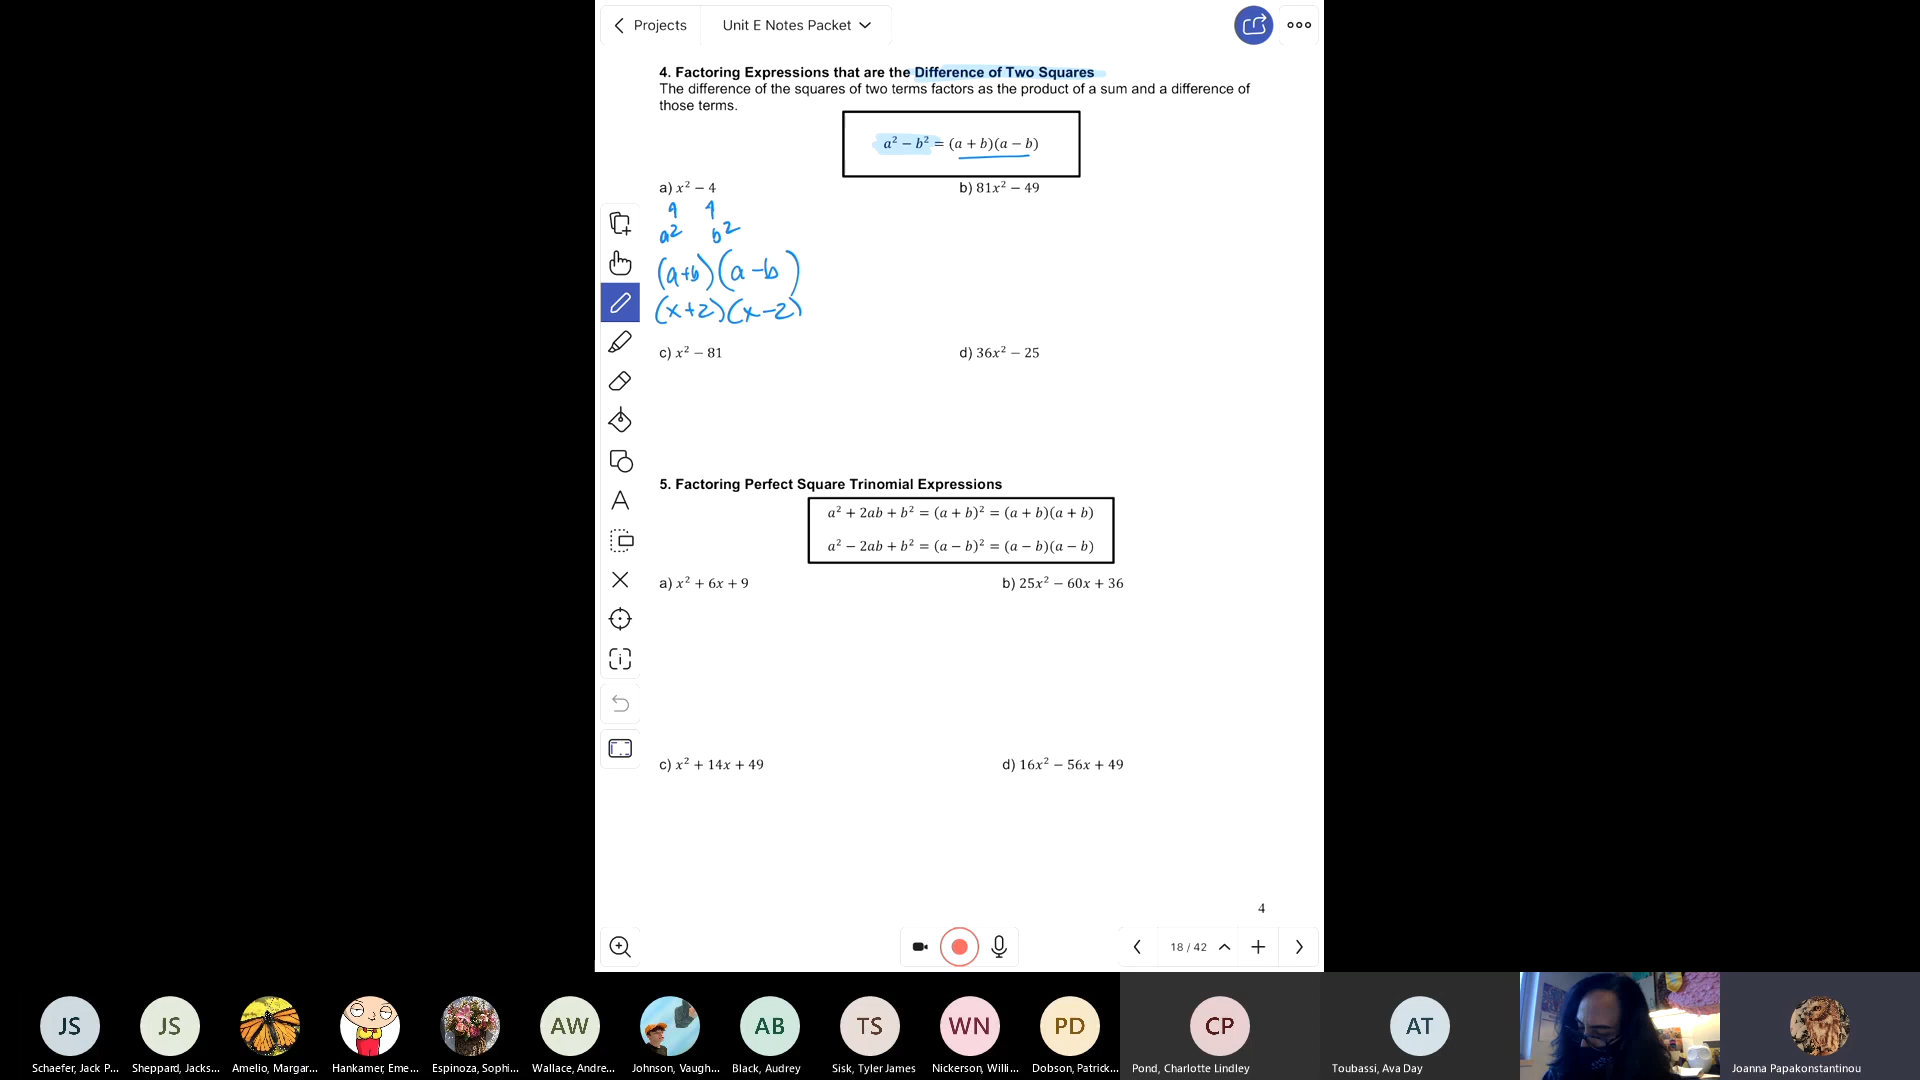 Projects
Unit E Notes Packet
4. Factoring Expressions that are the Difference of Two Squares
The difference of the squares of two terms factors as the product of a sum and a difference of
those terms.
a² − b² = (a + b)(a − b)
a) x² − 4
b) 81x² − 49
a² b²
(a+b)(a−b)
(x+2)(x−2)
c) x² − 81
d) 36x² − 25
5. Factoring Perfect Square Trinomial Expressions
a² + 2ab + b² = (a + b)² = (a + b)(a + b)
a² − 2ab + b² = (a − b)² = (a − b)(a − b)
a) x² + 6x + 9
b) 25x² − 60x + 36
c) x² + 14x + 49
d) 16x² − 56x + 49
4
18 / 42
JS
JS
AW
AB
TS
WN
PD
CP
AT
Schaefer, Jack P...
Sheppard, Jacks...
Amelio, Margar...
Hankamer, Eme...
Espinoza, Sophi...
Wallace, Andre...
Johnson, Vaugh...
Black, Audrey
Sisk, Tyler James
Nickerson, Willi...
Dobson, Patrick...
Pond, Charlotte Lindley
Toubassi, Ava Day
Joanna Papakonstantinou